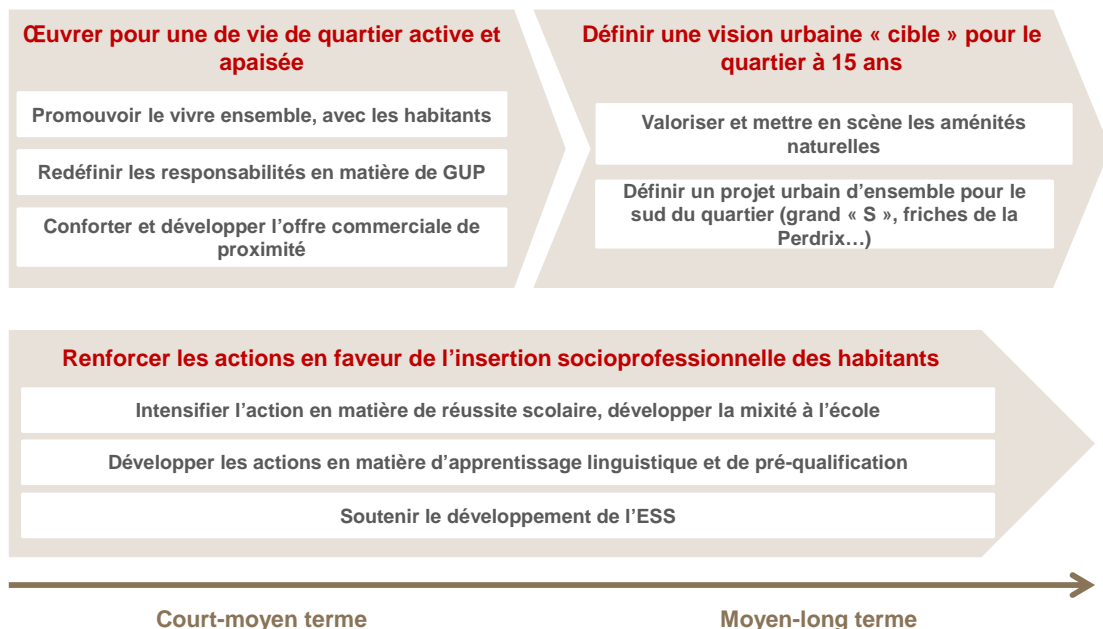 Œuvrer pour une de vie de quartier active et
apaisée
Promouvoir le vivre ensemble, avec les habitants
Redéfinir les responsabilités en matière de GUP
Conforter et développer l’offre commerciale de
proximité
Définir une vision urbaine « cible » pour le
quartier à 15 ans
Valoriser et mettre en scène les aménités
naturelles
Définir un projet urbain d’ensemble pour le
sud du quartier (grand « S », friches de la
Perdrix…)
Renforcer les actions en faveur de l’insertion socioprofessionnelle des habitants
Intensifier l’action en matière de réussite scolaire, développer la mixité à l’école
Développer les actions en matière d’apprentissage linguistique et de pré-qualification
Soutenir le développement de l’ESS
Court-moyen terme
Moyen-long terme